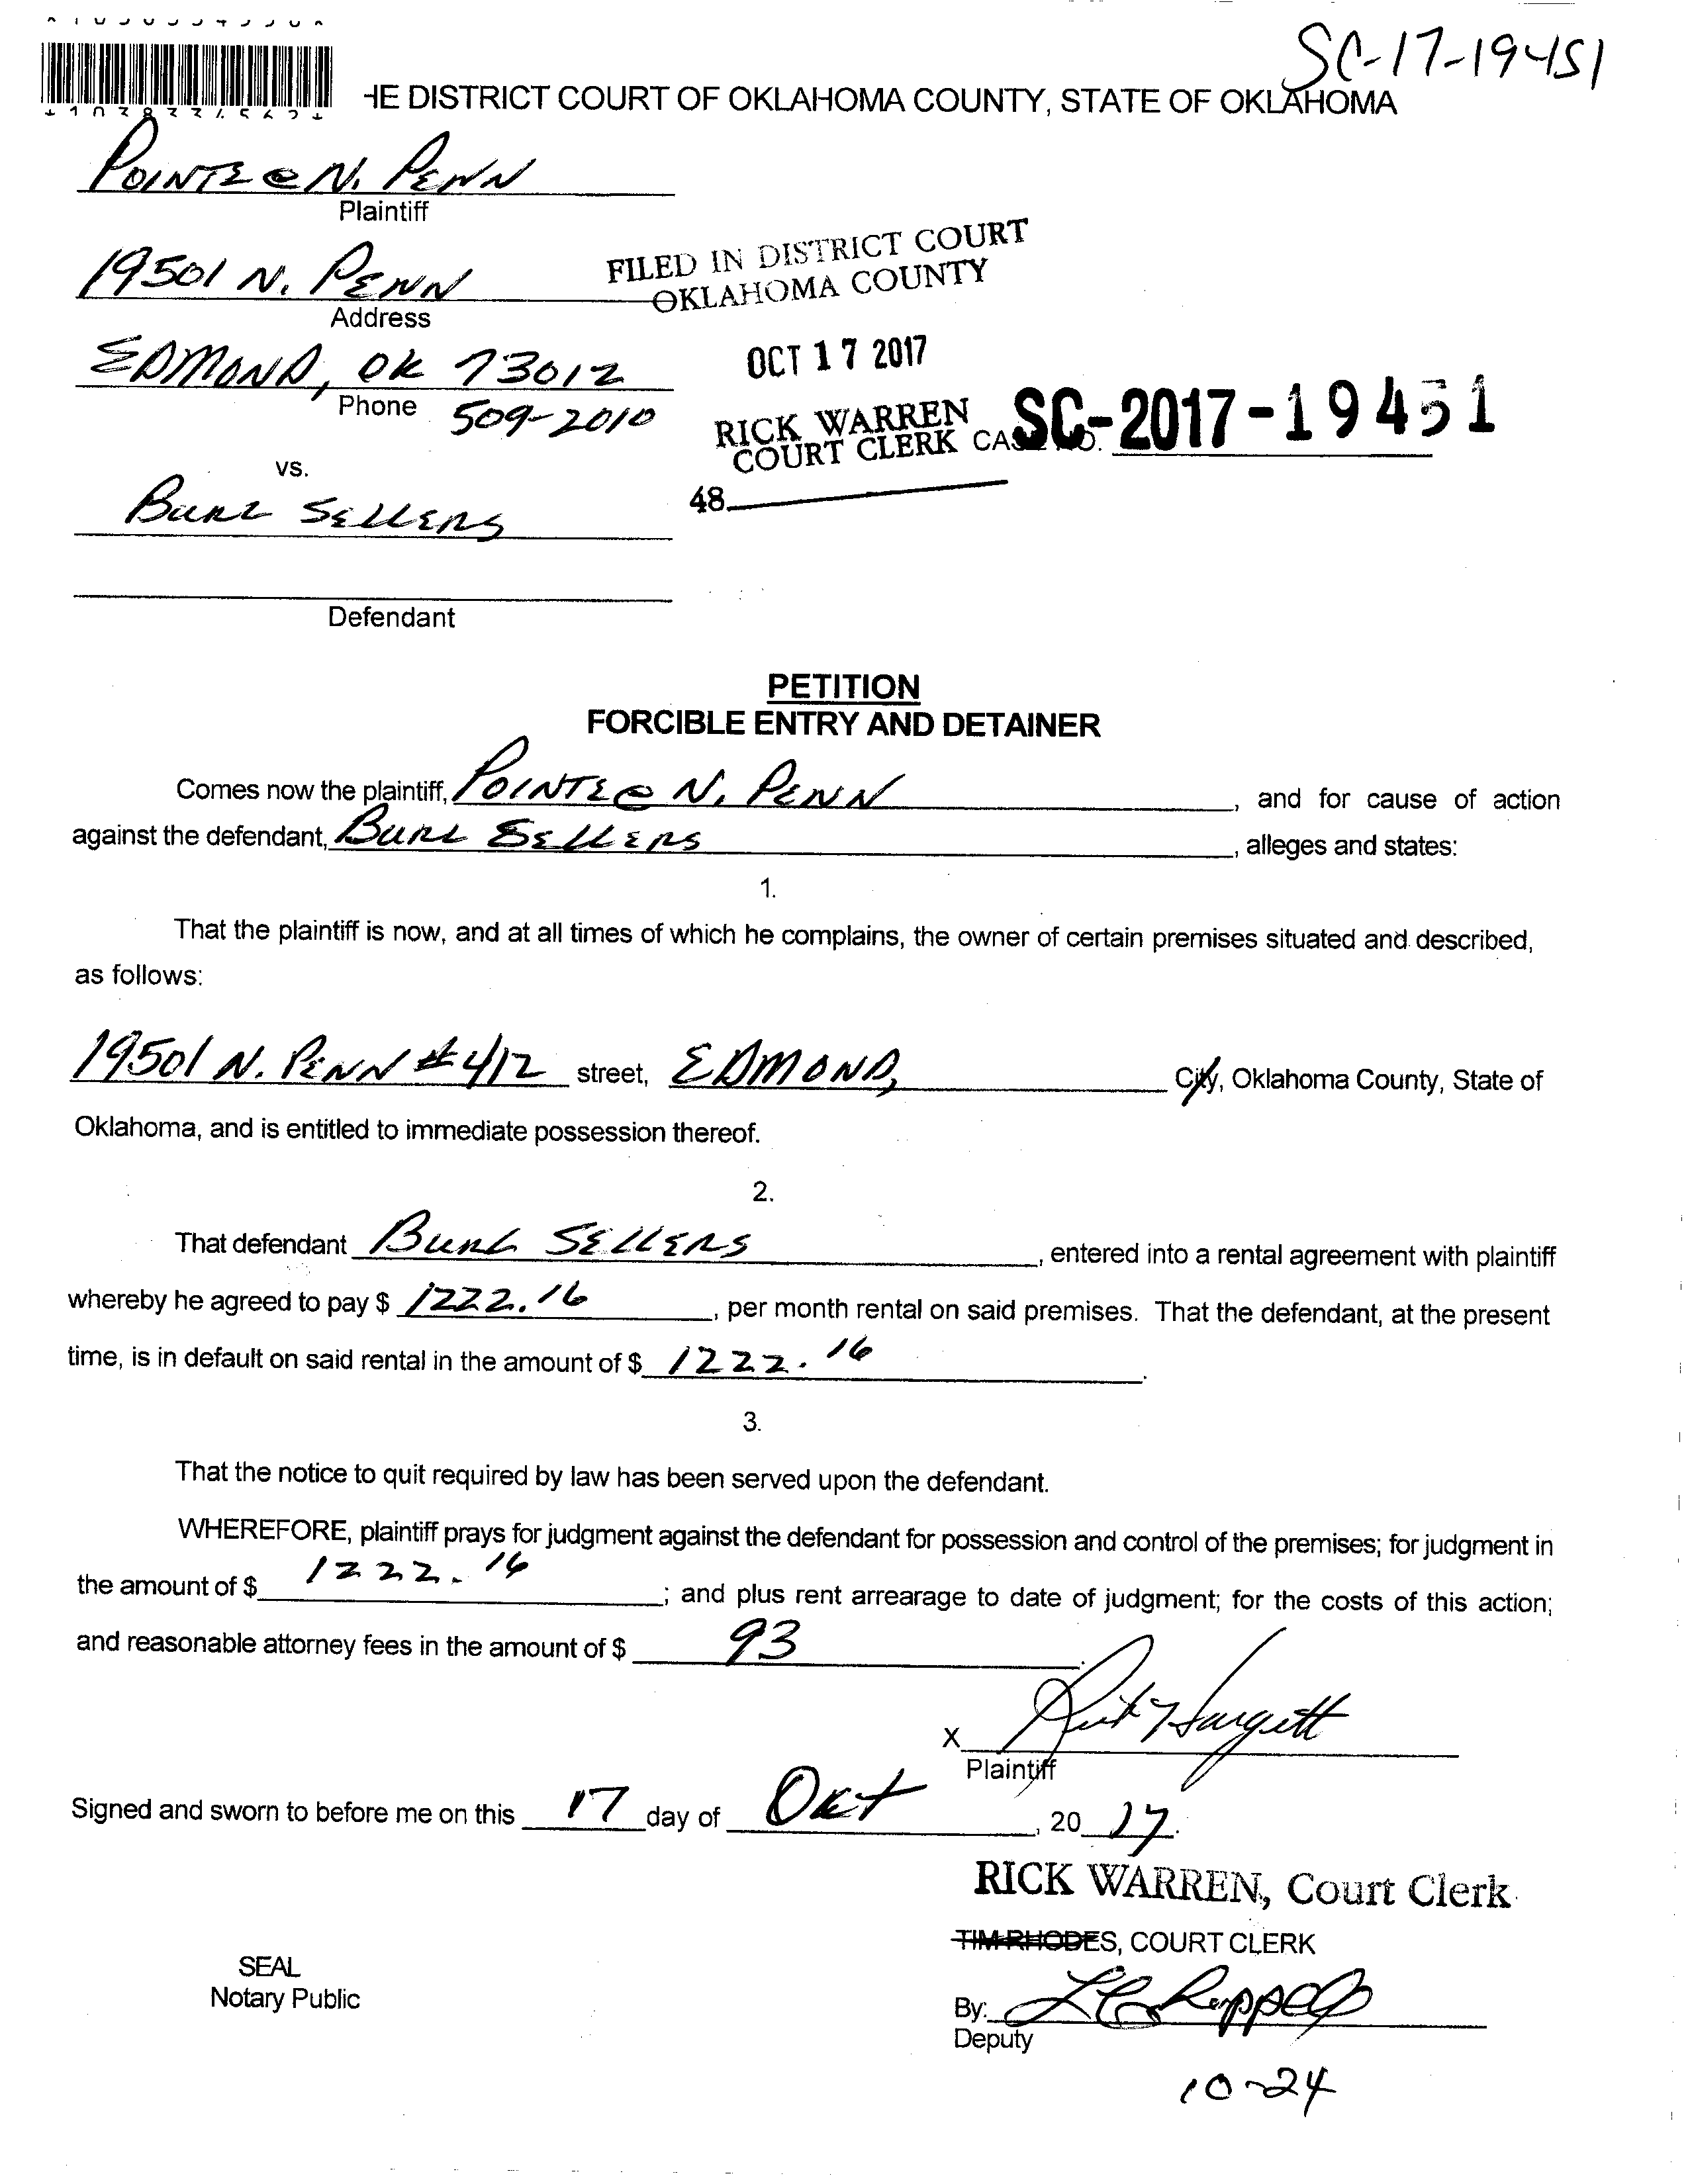 SC-17-19451
HE DISTRICT COURT OF OKLAHOMA COUNTY, STATE OF OKLAHOMA
POINTE @ N. PENN
Plaintiff
19501 N. PENN
Address
FILED IN DISTRICT COURT
OKLAHOMA COUNTY
EDMOND, OK 73012
OCT 17 2017
Phone 509-2010
RICK WARREN
COURT CLERK
CASE NO. SC-2017-19451
48
vs.
BURL SELLERS
Defendant
PETITION
FORCIBLE ENTRY AND DETAINER
Comes now the plaintiff, POINTE @ N. PENN, and for cause of action
against the defendant, BURL SELLERS, alleges and states:
1.
That the plaintiff is now, and at all times of which he complains, the owner of certain premises situated and described,
as follows:
19501 N. PENN #412 street, EDMOND, City, Oklahoma County, State of
Oklahoma, and is entitled to immediate possession thereof.
2.
That defendant BURL SELLERS, entered into a rental agreement with plaintiff
whereby he agreed to pay $ 1222.16, per month rental on said premises. That the defendant, at the present
time, is in default on said rental in the amount of $ 1222.16.
3.
That the notice to quit required by law has been served upon the defendant.
WHEREFORE, plaintiff prays for judgment against the defendant for possession and control of the premises; for judgment in
the amount of $ 1222.16; and plus rent arrearage to date of judgment; for the costs of this action;
and reasonable attorney fees in the amount of $ 93.
X Hargett
Plaintiff
Signed and sworn to before me on this 17 day of Oct, 20 17.
RICK WARREN, Court Clerk
TIM RHODES, COURT CLERK
SEAL
Notary Public
By:
Deputy
10-24